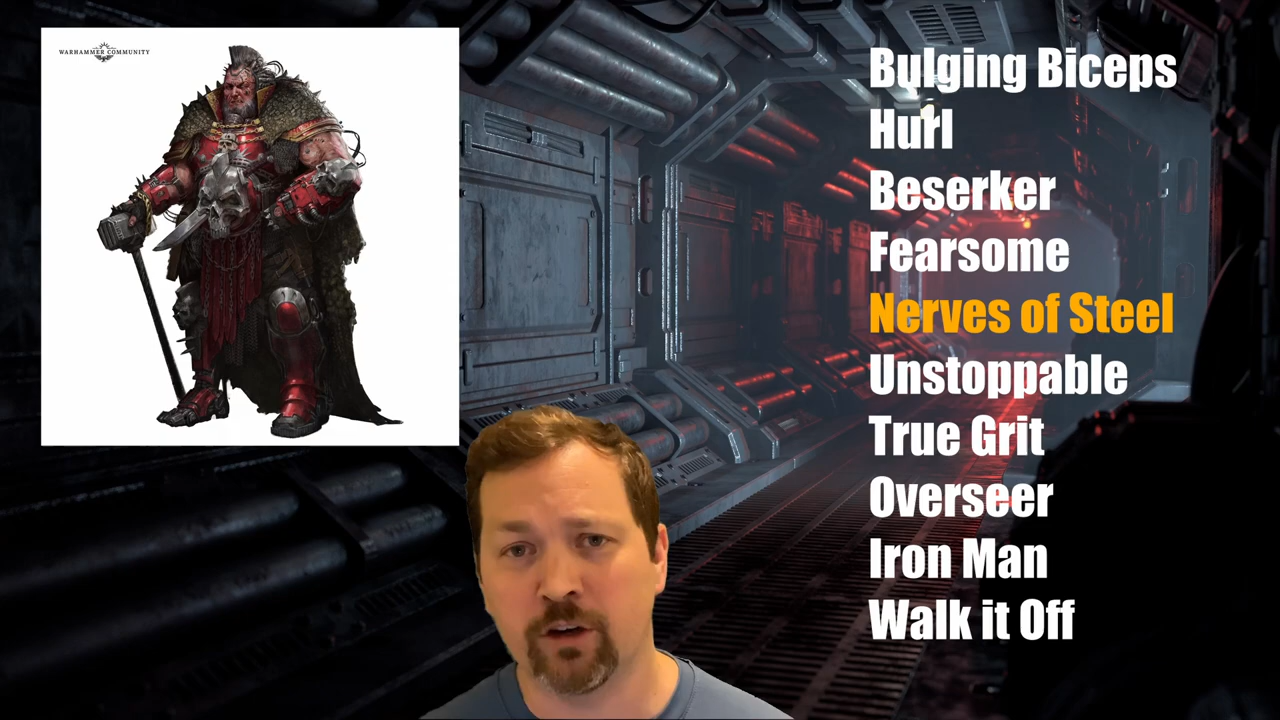 WARHAMMER COMMUNITY
Bulging Biceps
Hurl
Beserker
Fearsome
Nerves of Steel
Unstoppable
True Grit
Overseer
Iron Man
Walk it Off